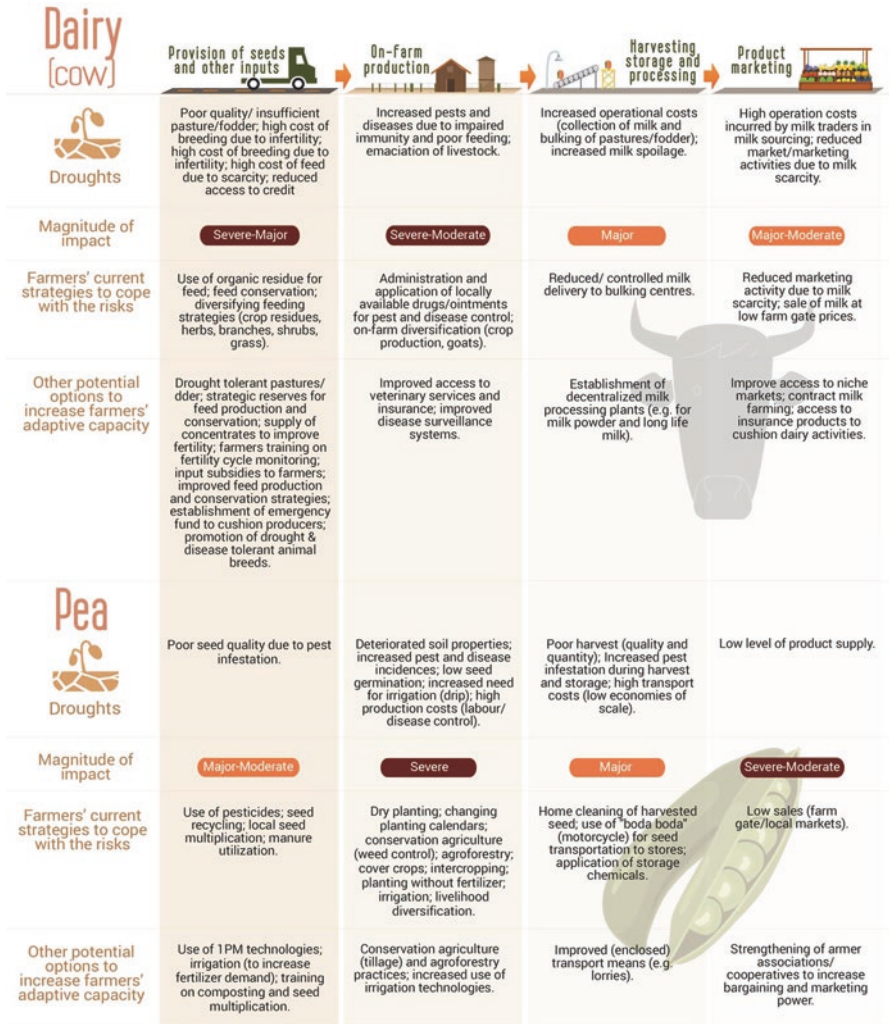 Dairy
(cow)
Provision of seeds
and other inputs
On-farm
production
Harvesting
storage and
processing
Product
marketing
Droughts
Poor quality/ insufficient
pasture/fodder; high cost of
breeding due to infertility;
high cost of breeding due to
infertility; high cost of feed
due to scarcity; reduced
access to credit
Increased pests and
diseases due to impaired
immunity and poor feeding;
emaciation of livestock.
Increased operational costs
(collection of milk and
bulking of pastures/fodder);
increased milk spoilage.
High operation costs
incurred by milk traders in
milk sourcing; reduced
market/marketing
activities due to milk
scarcity.
Magnitude of
impact
Severe-Major
Severe-Moderate
Major
Major-Moderate
Farmers' current
strategies to cope
with the risks
Use of organic residue for
feed; feed conservation;
diversifying feeding
strategies (crop residues,
herbs, branches, shrubs,
grass).
Administration and
application of locally
available drugs/ointments
for pest and disease control;
on-farm diversification (crop
production, goats).
Reduced/ controlled milk
delivery to bulking centres.
Reduced marketing
activity due to milk
scarcity; sale of milk at
low farm gate prices.
Other potential
options to
increase farmers'
adaptive capacity
Drought tolerant pastures/
dder; strategic reserves for
feed production and
conservation; supply of
concentrates to improve
fertility; farmers training on
fertility cycle monitoring;
input subsidies to farmers;
improved feed production
and conservation strategies;
establishment of emergency
fund to cushion producers;
promotion of drought &
disease tolerant animal
breeds.
Improved access to
veterinary services and
insurance; improved
disease surveillance
systems.
Establishment of
decentralized milk
processing plants (e.g. for
milk powder and long life
milk).
Improve access to niche
markets; contract milk
farming; access to
insurance products to
cushion dairy activities.
Pea
Droughts
Poor seed quality due to pest
infestation.
Deteriorated soil properties;
increased pest and disease
incidences; low seed
germination; increased need
for irrigation (drip); high
production costs (labour/
disease control).
Poor harvest (quality and
quantity); Increased pest
infestation during harvest
and storage; high transport
costs (low economies of
scale).
Low level of product supply.
Magnitude of
impact
Major-Moderate
Severe
Major
Severe-Moderate
Farmers' current
strategies to cope
with the risks
Use of pesticides; seed
recycling; local seed
multiplication; manure
utilization.
Dry planting; changing
planting calendars;
conservation agriculture
(weed control); agroforestry;
cover crops; intercropping;
planting without fertilizer;
irrigation; livelihood
diversification.
Home cleaning of harvested
seed; use of "boda boda"
(motorcycle) for seed
transportation to stores;
application of storage
chemicals.
Low sales (farm
gate/local markets).
Other potential
options to
increase farmers'
adaptive capacity
Use of 1PM technologies;
irrigation (to increase
fertilizer demand); training
on composting and seed
multiplication.
Conservation agriculture
(tillage) and agroforestry
practices; increased use of
irrigation technologies.
Improved (enclosed)
transport means (e.g.
lorries).
Strengthening of armer
associations/
cooperatives to increase
bargaining and marketing
power.